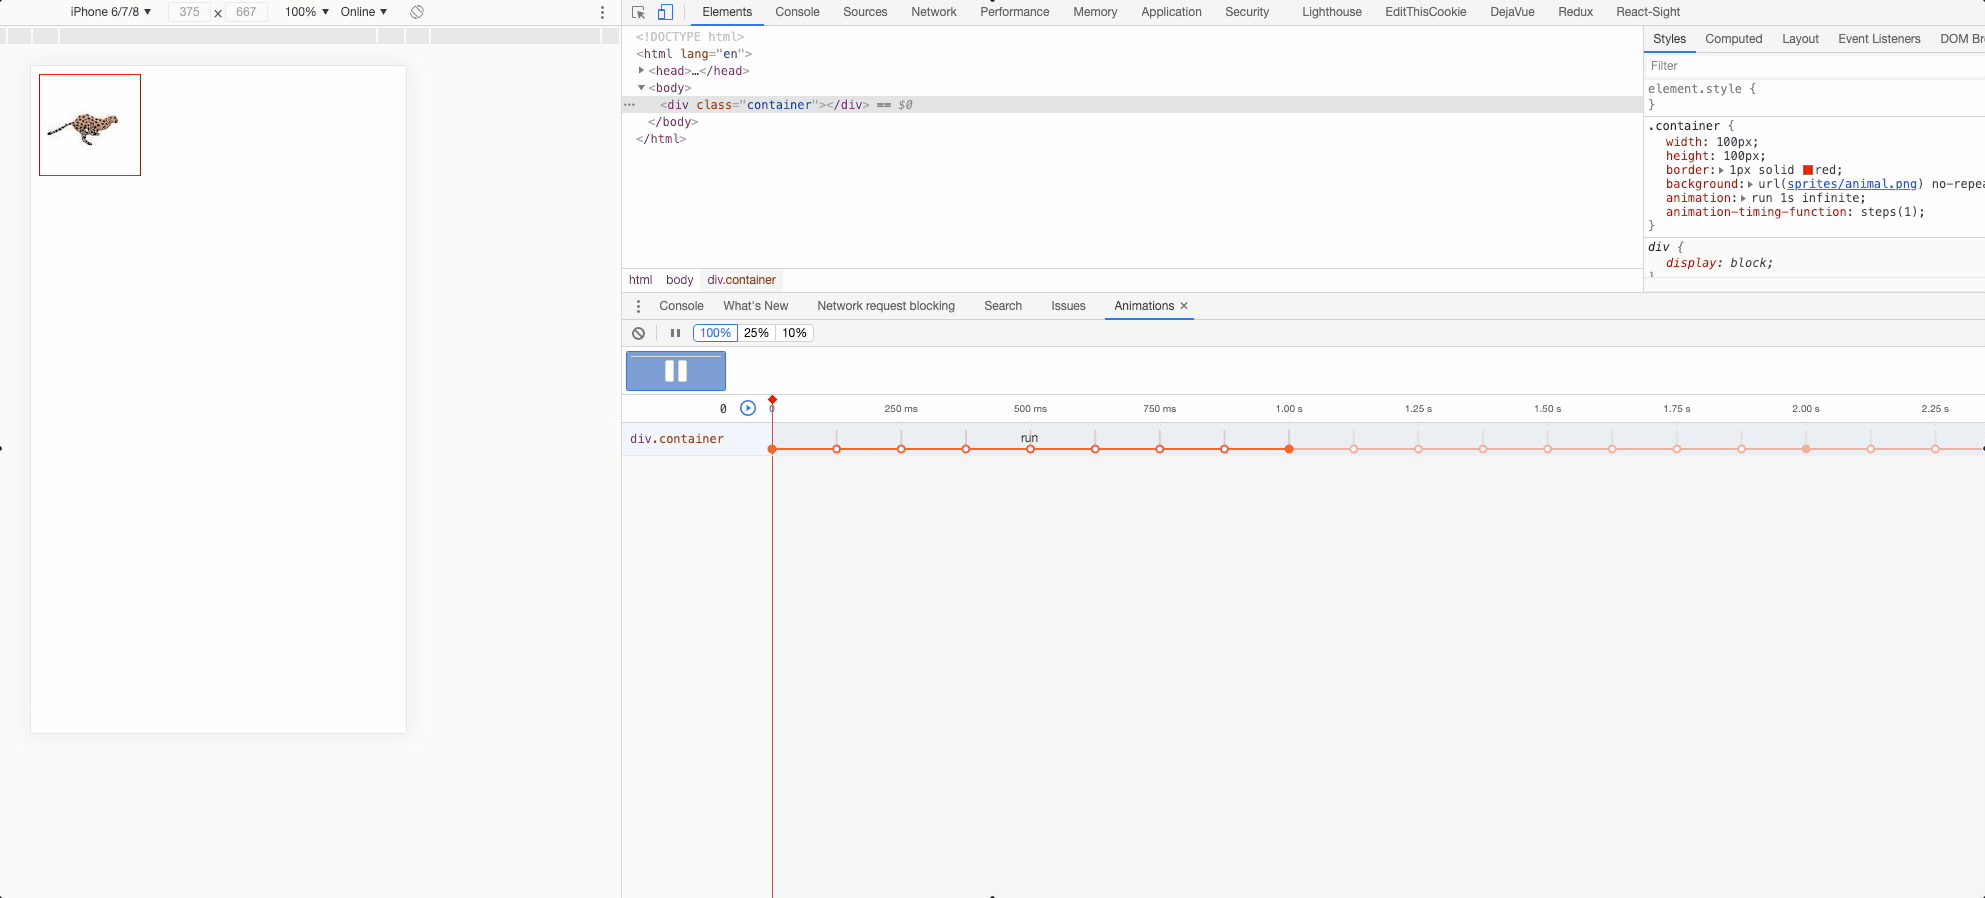 iPhone 6/7/8 ▼ 375 × 667 100% ▼ Online ▼
Elements Console Sources Network Performance Memory Application Security Lighthouse EditThisCookie DejaVue Redux React-Sight
<!DOCTYPE html>
<html lang="en">
▶<head>…</head>
▼<body>
··· <div class="container"></div> == $0
</body>
</html>
html body div.container
Styles Computed Layout Event Listeners DOM Br
Filter
element.style {
}
.container {
width: 100px;
height: 100px;
border:▶1px solid red;
background:▶url(sprites/animal.png) no-repea
animation:▶run 1s infinite;
animation-timing-function: steps(1);
}
div {
display: block;
Console What's New Network request blocking Search Issues Animations ×
100% 25% 10%
0 0 250 ms 500 ms 750 ms 1.00 s 1.25 s 1.50 s 1.75 s 2.00 s 2.25 s
div.container run